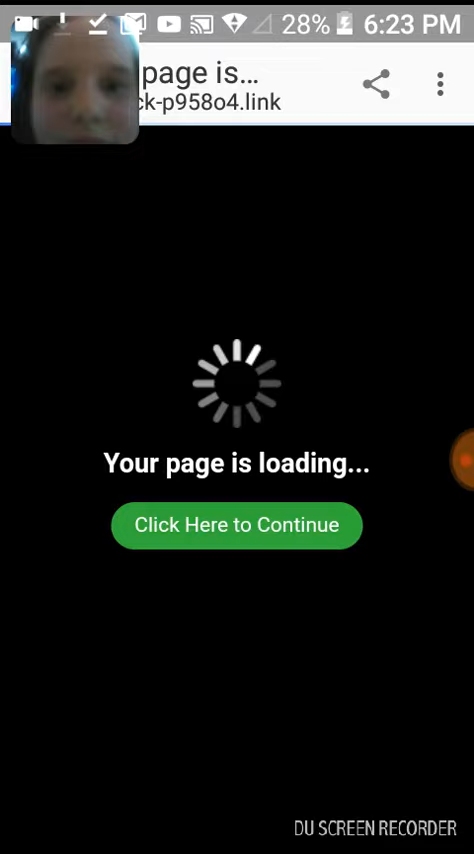 28% 6:23 PM
page is...
ck-p958o4.link
Your page is loading...
Click Here to Continue
DU SCREEN RECORDER